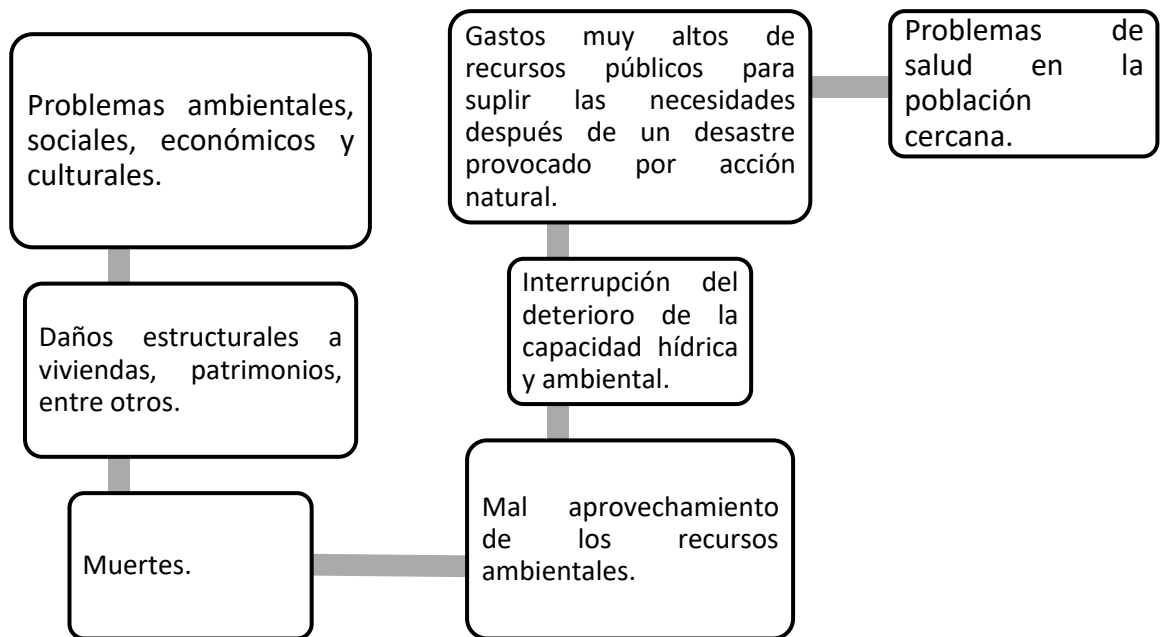 Problemas ambientales,
sociales, económicos y
culturales.
Daños estructurales a
viviendas, patrimonios,
entre otros.
Muertes.
Mal aprovechamiento
de los recursos
ambientales.
Interrupción del
deterioro de la
capacidad hídrica
y ambiental.
Gastos muy altos de
recursos públicos para
suplir las necesidades
después de un desastre
provocado por acción
natural.
Problemas de
salud en la
población
cercana.